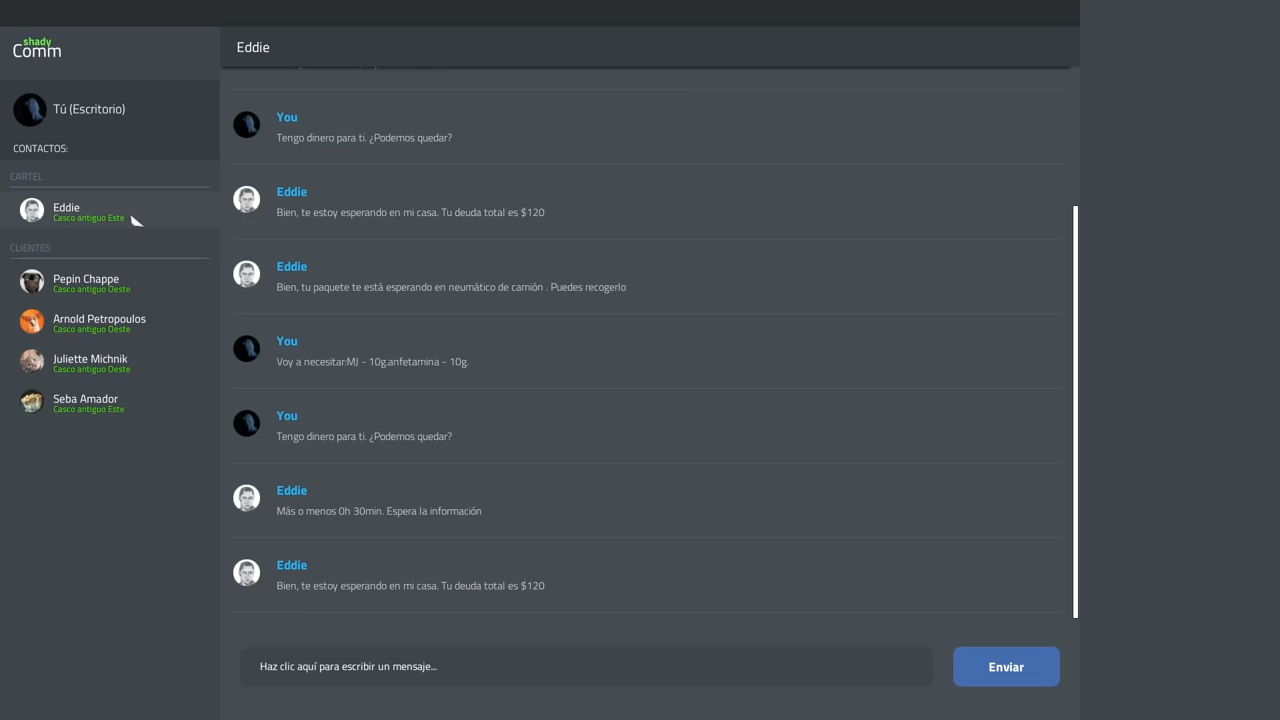 shady
Comm
Eddie
Tú (Escritorio)
CONTACTOS:
CARTEL
Eddie
Casco antiguo Este
CLIENTES
Pepin Chappe
Casco antiguo Oeste
Arnold Petropoulos
Casco antiguo Oeste
Juliette Michnik
Casco antiguo Oeste
Seba Amador
Casco antiguo Este
You
Tengo dinero para ti. ¿Podemos quedar?
Eddie
Bien, te estoy esperando en mi casa. Tu deuda total es $120
Eddie
Bien, tu paquete te está esperando en neumático de camión . Puedes recogerlo
You
Voy a necesitar:MJ - 10g,anfetamina - 10g.
You
Tengo dinero para ti. ¿Podemos quedar?
Eddie
Más o menos 0h 30min. Espera la información
Eddie
Bien, te estoy esperando en mi casa. Tu deuda total es $120
Haz clic aquí para escribir un mensaje...
Enviar